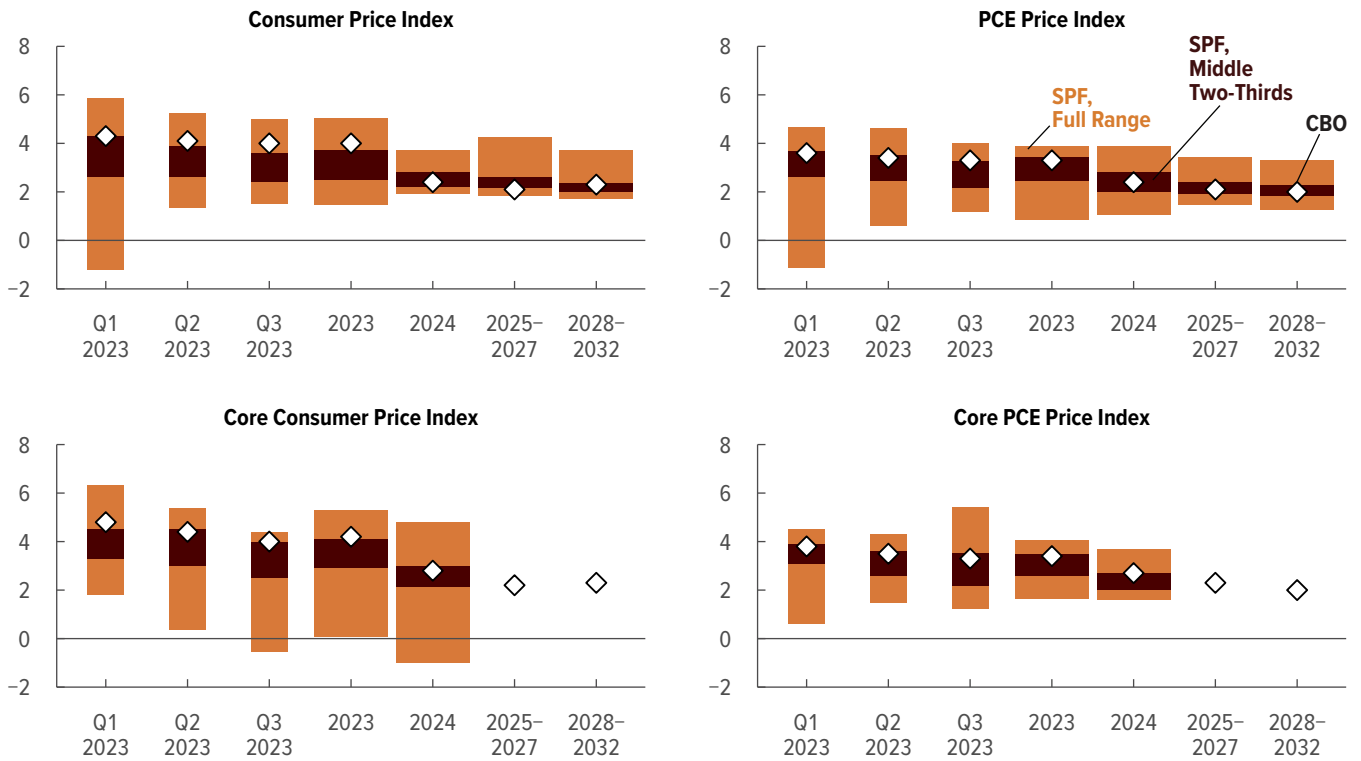 Consumer Price Index
8
6
4
2
0
−2
Q1
2023
Q2
2023
Q3
2023
2023
2024
2025–
2027
2028–
2032
PCE Price Index
8
6
4
2
0
−2
SPF,
Full Range
SPF,
Middle
Two-Thirds
CBO
Q1
2023
Q2
2023
Q3
2023
2023
2024
2025–
2027
2028–
2032
Core Consumer Price Index
8
6
4
2
0
−2
Q1
2023
Q2
2023
Q3
2023
2023
2024
2025–
2027
2028–
2032
Core PCE Price Index
8
6
4
2
0
−2
Q1
2023
Q2
2023
Q3
2023
2023
2024
2025–
2027
2028–
2032